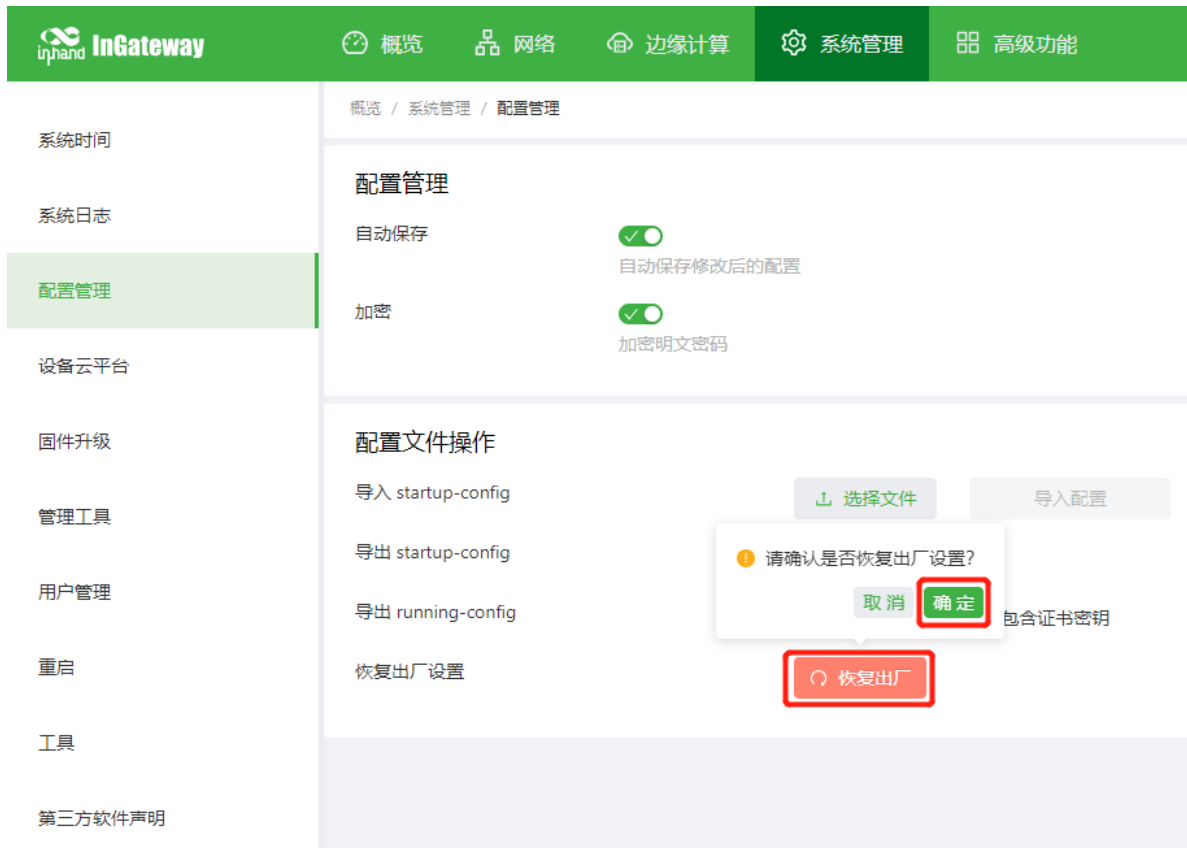 inhand InGateway 概览 网络 边缘计算 系统管理 高级功能
概览 / 系统管理 / 配置管理
系统时间
系统日志
配置管理
设备云平台
固件升级
管理工具
用户管理
重启
工具
第三方软件声明
配置管理
自动保存
自动保存修改后的配置
加密
加密明文密码
配置文件操作
导入 startup-config 选择文件 导入配置
导出 startup-config
请确认是否恢复出厂设置?
取消 确定
导出 running-config 包含证书密钥
恢复出厂设置 恢复出厂